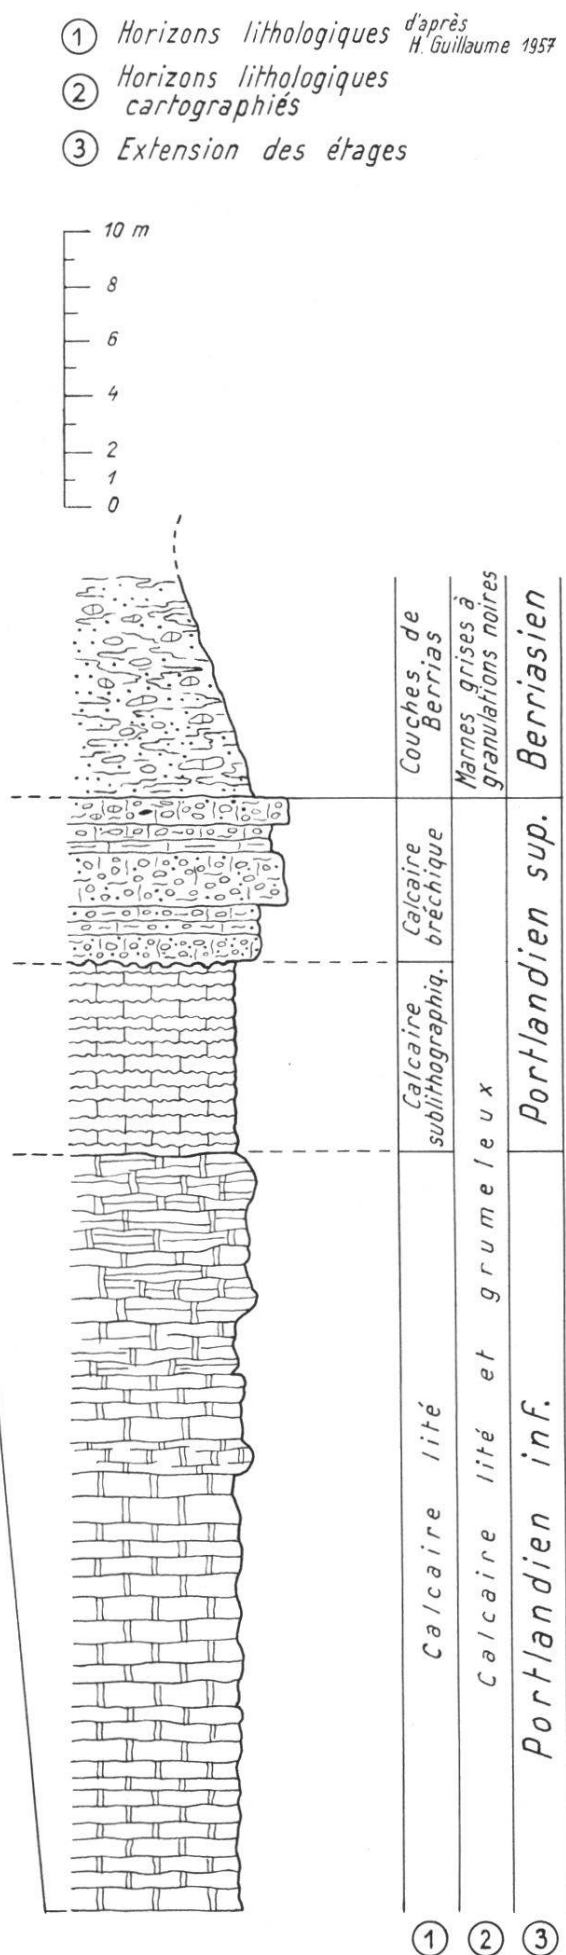 ① Horizons lithologiques d'après
H. Guillaume 1957
② Horizons lithologiques
cartographiés
③ Extension des étages
10 m
8
6
4
2
1
0
Couches de
Berrias
Marnes grises à
granulations noires
Berriasien
Calcaire
bréchique
Portlandien sup.
Calcaire
sublithographiq.
Calcaire lité
Calcaire lité et grumeleux
Portlandien inf.
① ② ③